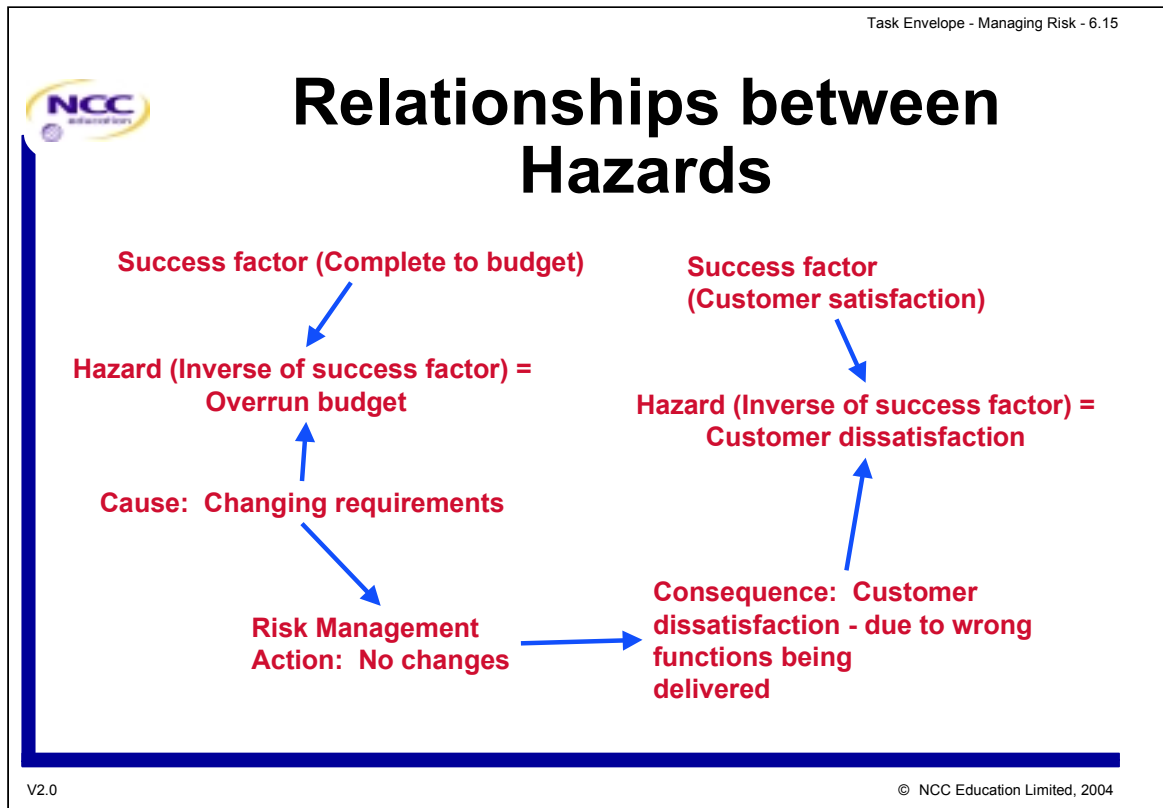 Task Envelope - Managing Risk - 6.15
NCC
education
Relationships between
Hazards
Success factor (Complete to budget)
Success factor
(Customer satisfaction)
Hazard (Inverse of success factor) =
Overrun budget
Hazard (Inverse of success factor) =
Customer dissatisfaction
Cause:  Changing requirements
Risk Management
Action:  No changes
Consequence:  Customer
dissatisfaction - due to wrong
functions being
delivered
V2.0
© NCC Education Limited, 2004